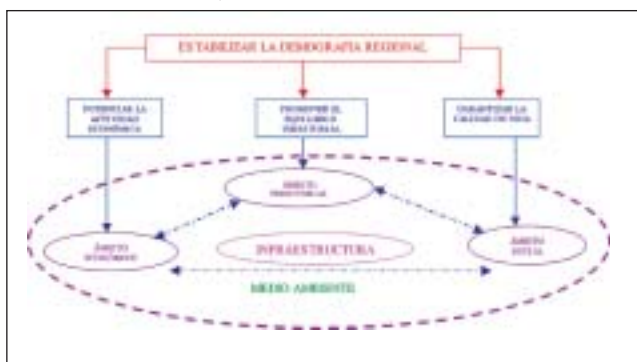 ESTABILIZAR LA DEMOGRAFIA REGIONAL
POTENCIAR LA
ACTIVIDAD
ECONÓMICA
PROMOVER EL
EQUILIBRIO
TERRITORIAL
GARANTIZAR LA
CALIDAD DE VIDA
ÁMBITO
TERRITORIAL
ÁMBITO
ECONÓMICO
INFRAESTRUCTURA
ÁMBITO
SOCIAL
MEDIO AMBIENTE